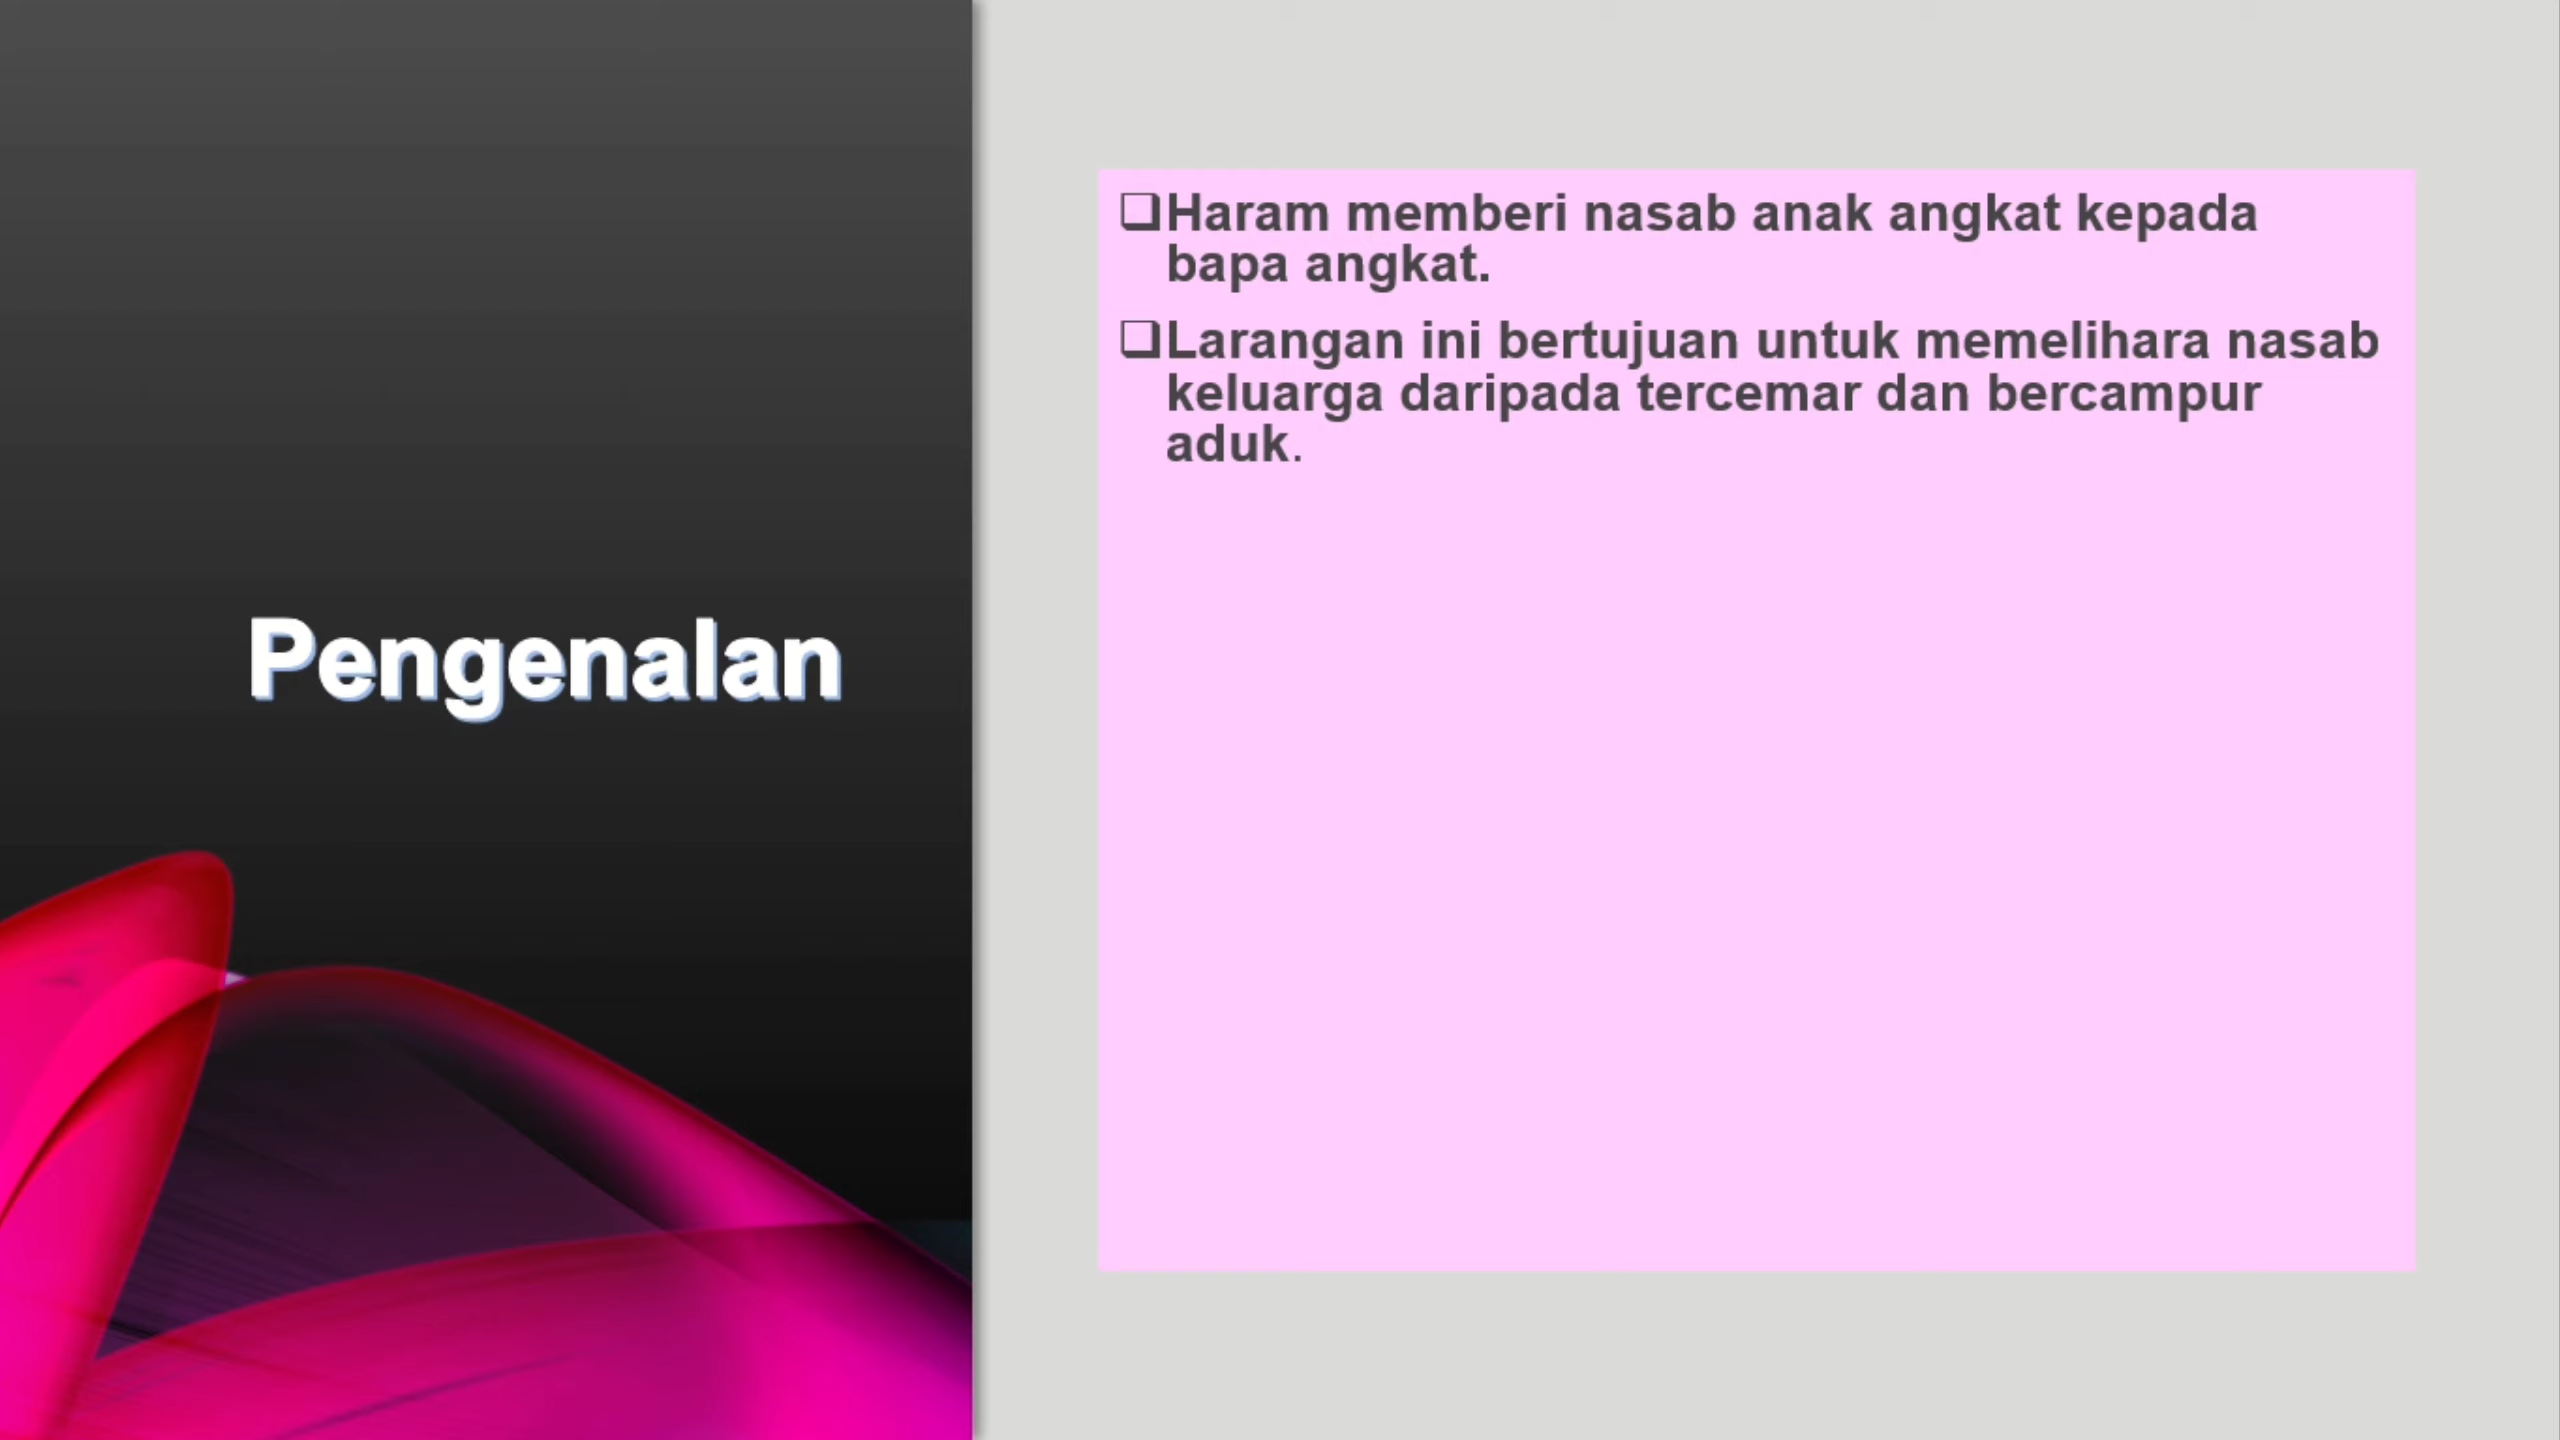 Pengenalan
❑Haram memberi nasab anak angkat kepada
bapa angkat.
❑Larangan ini bertujuan untuk memelihara nasab
keluarga daripada tercemar dan bercampur
aduk.